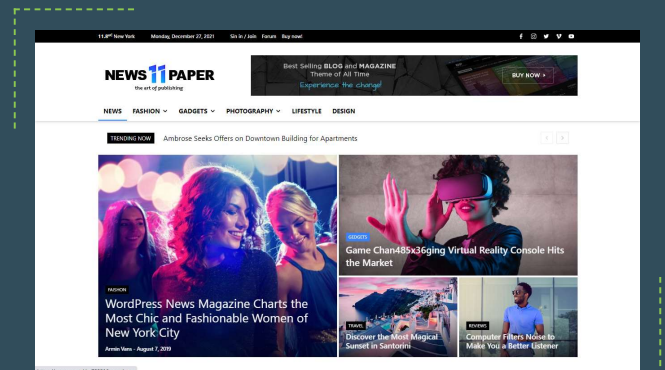 11.8°C New York Monday, December 27, 2021 Sin in / Join Forum Buy now!
NEWS 11 PAPER
the art of publishing
Best Selling BLOG and MAGAZINE
Theme of All Time
Experience the change!
BUY NOW >
NEWS FASHION GADGETS PHOTOGRAPHY LIFESTYLE DESIGN
TRENDING NOW Ambrose Seeks Offers on Downtown Building for Apartments
FAISHON
WordPress News Magazine Charts the
Most Chic and Fashionable Women of
New York City
Armin Vans - August 7, 2019
GEDGETS
Game Chan485x36ging Virtual Reality Console Hits
the Market
TRAVEL
Discover the Most Magical
Sunset in Santorini
REVIEWS
Computer Filters Noise to
Make You a Better Listener